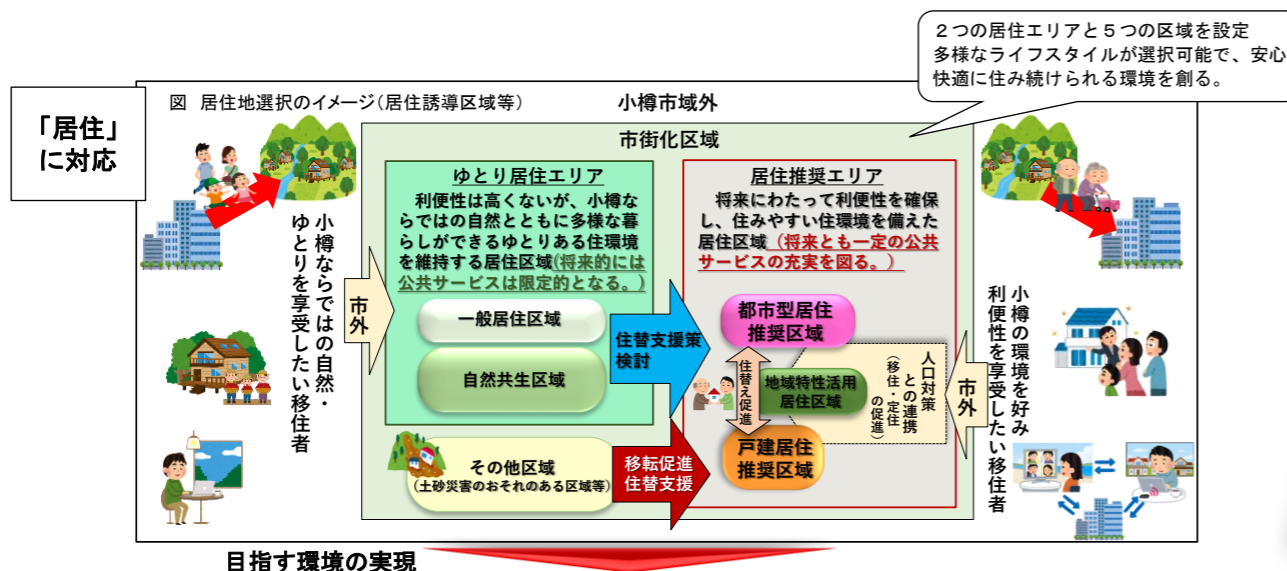 2つの居住エリアと5つの区域を設定
多様なライフスタイルが選択可能で、安心
快適に住み続けられる環境を創る。
「居住」
に対応
図 居住地選択のイメージ(居住誘導区域等)
小樽市域外
市街化区域
ゆとり居住エリア
利便性は高くないが、小樽な
らではの自然とともに多様な暮
らしができるゆとりある住環境
を維持する居住区域(将来的には
公共サービスは限定的となる。)
一般居住区域
自然共生区域
その他区域
(土砂災害のおそれのある区域等)
居住推奨エリア
将来にわたって利便性を確保
し、住みやすい住環境を備えた
居住区域(将来とも一定の公共
サービスの充実を図る。)
都市型居住
推奨区域
地域特性活用
居住区域
戸建居住
推奨区域
住替え促進
人口対策
との連携
(移住・定住
の促進)
住替支援策
検討
移転促進
住替支援
市外
市外
小樽ならではの自然・
ゆとりを享受したい移住者
小樽の環境を好み
利便性を享受したい移住者
目指す環境の実現